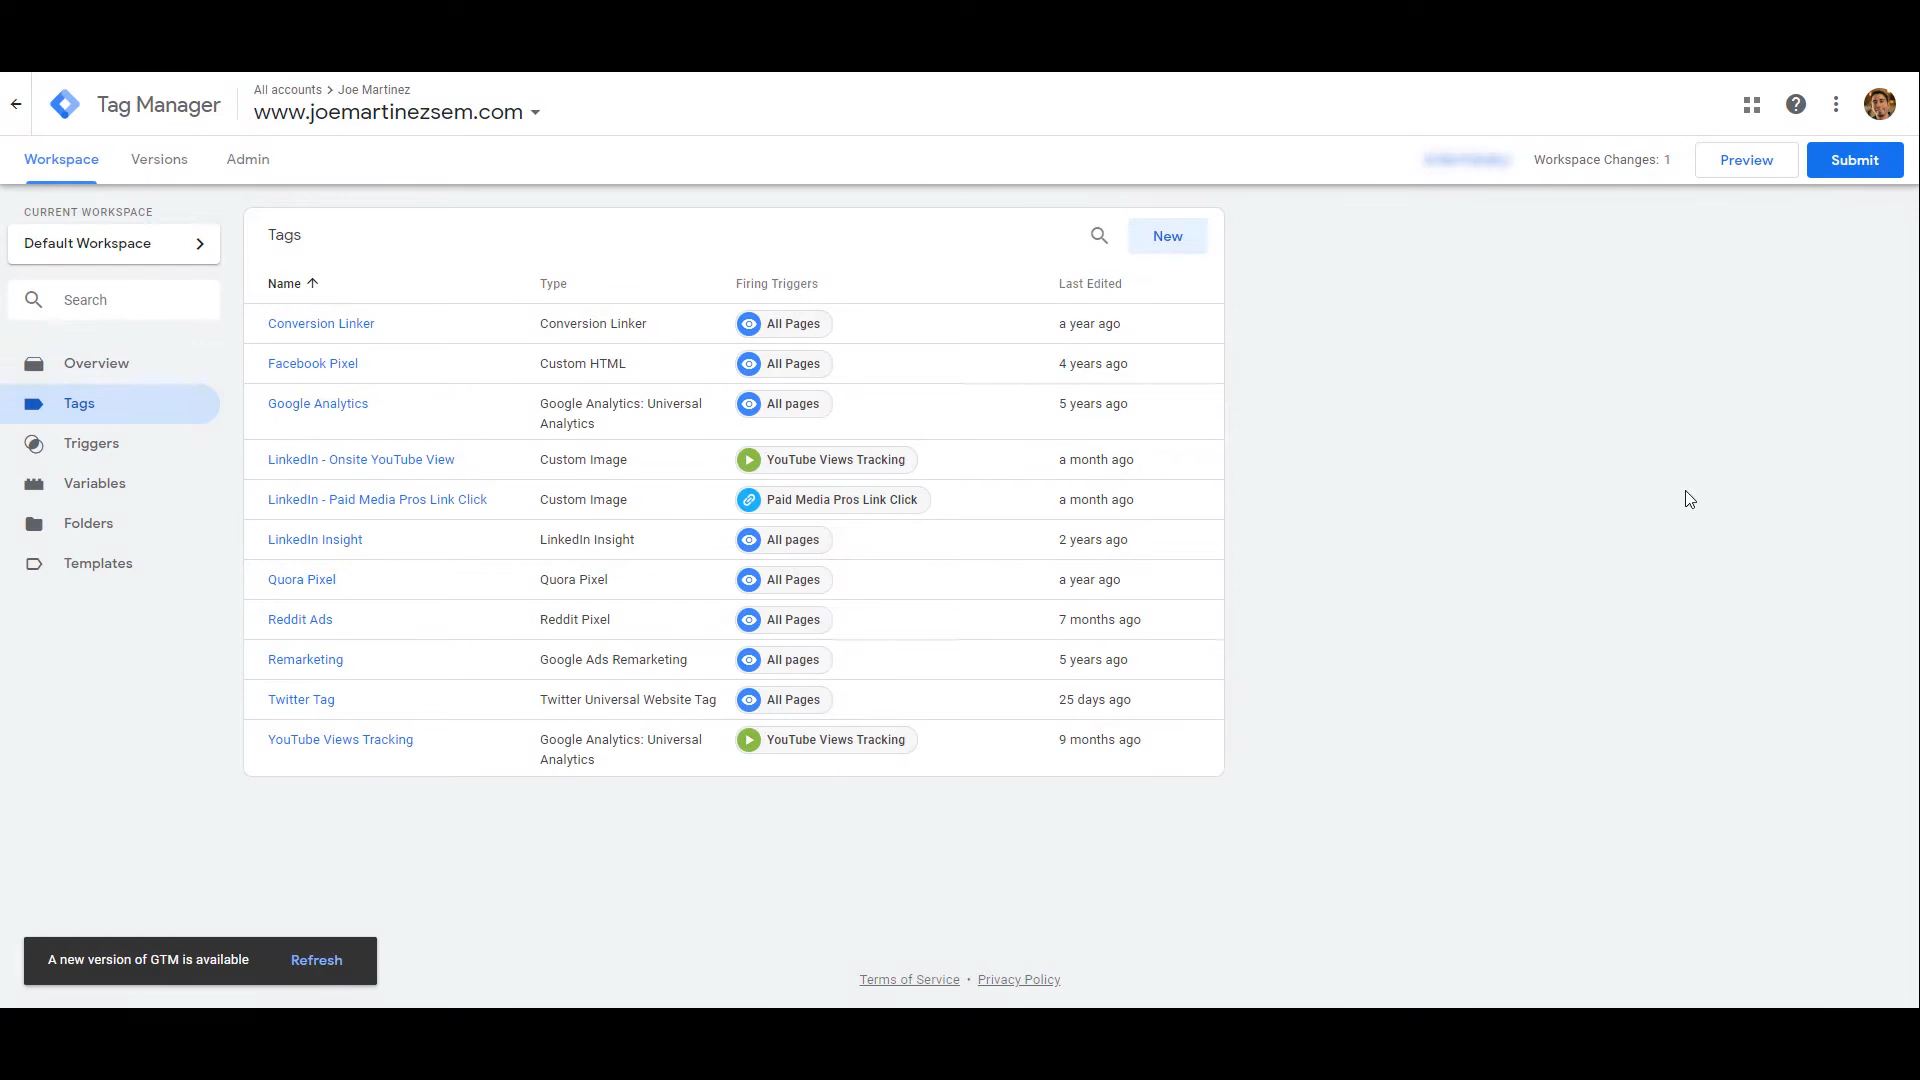 Tag Manager
All accounts > Joe Martinez
www.joemartinezsem.com
Workspace
Versions
Admin
Workspace Changes: 1
Preview
Submit
CURRENT WORKSPACE
Default Workspace
Search
Overview
Tags
Triggers
Variables
Folders
Templates
Tags
New
Name Type Firing Triggers Last Edited
Conversion Linker Conversion Linker All Pages a year ago
Facebook Pixel Custom HTML All Pages 4 years ago
Google Analytics Google Analytics: Universal All pages 5 years ago
Analytics
LinkedIn - Onsite YouTube View Custom Image YouTube Views Tracking a month ago
LinkedIn - Paid Media Pros Link Click Custom Image Paid Media Pros Link Click a month ago
LinkedIn Insight LinkedIn Insight All pages 2 years ago
Quora Pixel Quora Pixel All Pages a year ago
Reddit Ads Reddit Pixel All Pages 7 months ago
Remarketing Google Ads Remarketing All pages 5 years ago
Twitter Tag Twitter Universal Website Tag All Pages 25 days ago
YouTube Views Tracking Google Analytics: Universal YouTube Views Tracking 9 months ago
Analytics
A new version of GTM is available Refresh
Terms of Service • Privacy Policy